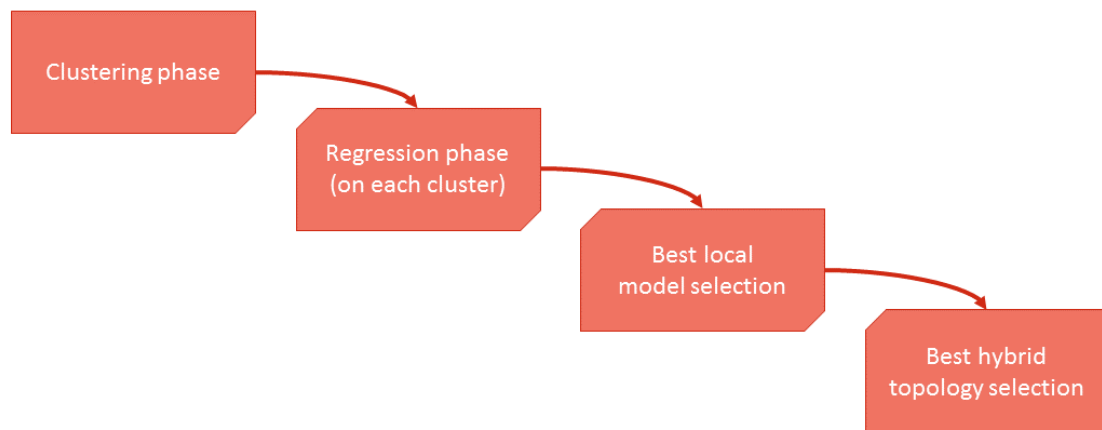 Clustering phase
Regression phase
(on each cluster)
Best local
model selection
Best hybrid
topology selection